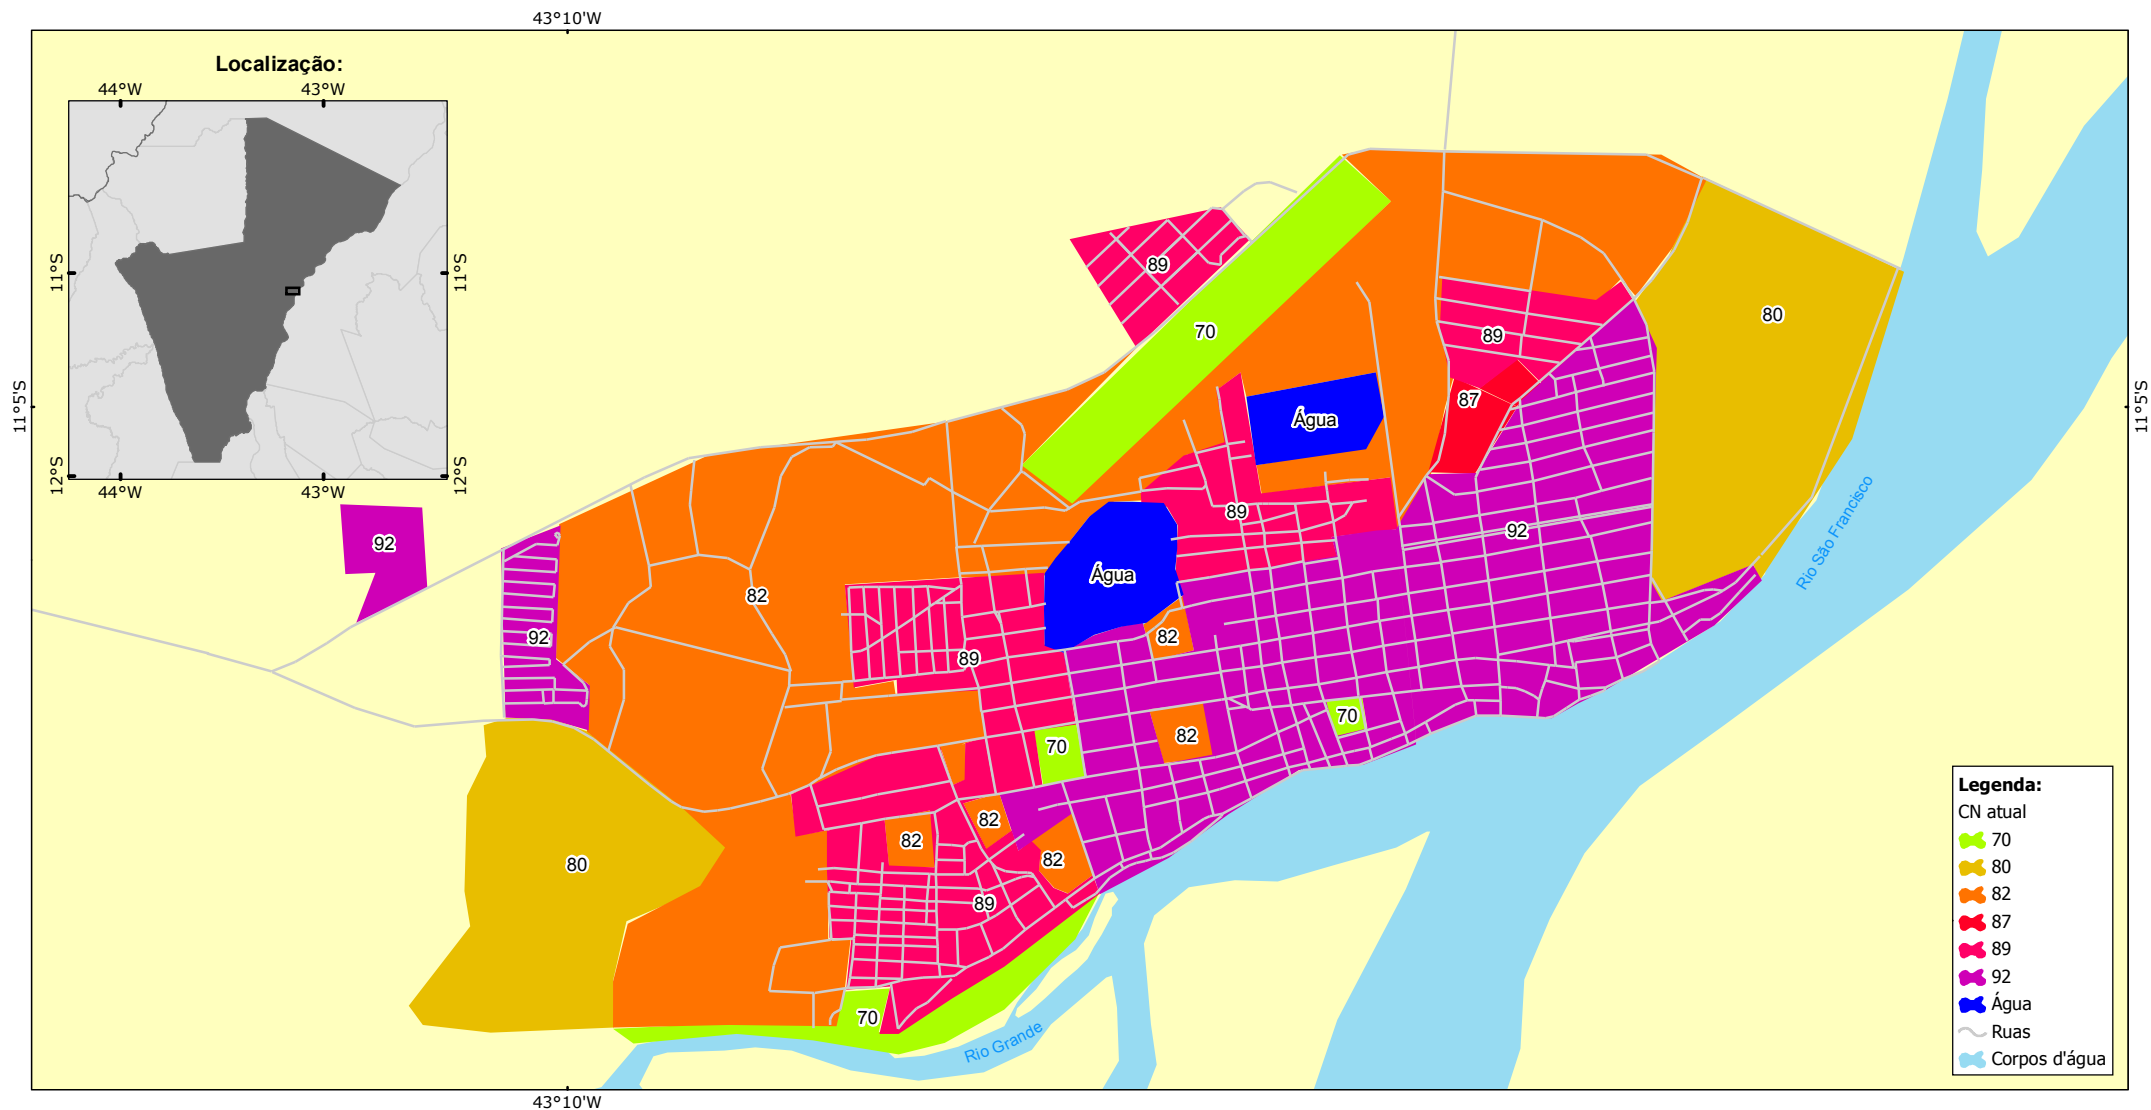 43°10'W
Localização:
44°W
43°W
11°S
11°S
12°S
12°S
44°W
43°W
11°5'S
11°5'S
89
70
80
89
87
Água
89
92
92
Água
82
92
82
89
70
82
70
82
82
82
80
89
70
Rio São Francisco
Rio Grande
Legenda:
CN atual
70
80
82
87
89
92
Água
Ruas
Corpos d'água
43°10'W